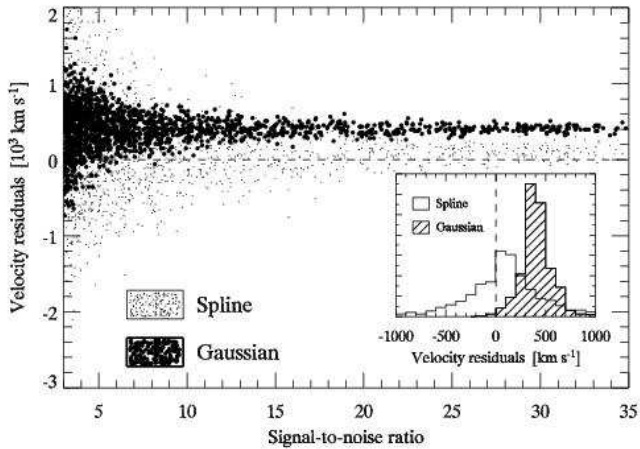 2
1
0
-1
-2
-3
Velocity residuals [10³ km s⁻¹]
Spline
Gaussian
5 10 15 20 25 30 35
Signal-to-noise ratio
Spline
Gaussian
-1000 -500 0 500 1000
Velocity residuals [km s⁻¹]